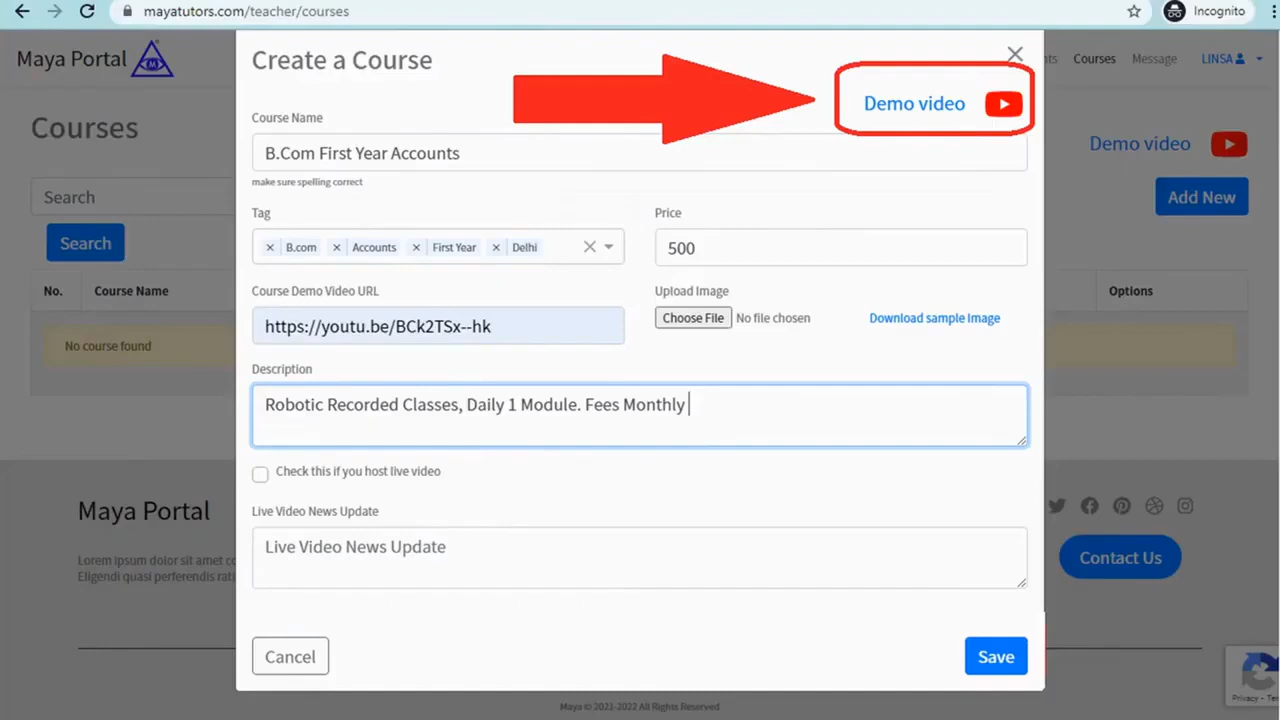 mayatutors.com/teacher/courses
Incognito
Maya Portal
M
Create a Course
nts Courses Message LINSA
Demo video
Courses
Course Name
B.Com First Year Accounts
make sure spelling correct
Demo video
Search
Add New
Search
Tag
Price
× B.com × Accounts × First Year × Delhi
500
No. Course Name
Options
Course Demo Video URL
Upload Image
https://youtu.be/BCk2TSx--hk
Choose File No file chosen
Download sample Image
No course found
Description
Robotic Recorded Classes, Daily 1 Module. Fees Monthly
Check this if you host live video
Live Video News Update
Live Video News Update
Maya Portal
Lorem ipsum dolor sit amet co
Eligendi quasi perferendis rati
Contact Us
Cancel
Save
Privacy - Ter
Maya © 2021-2022 All Rights Reserved